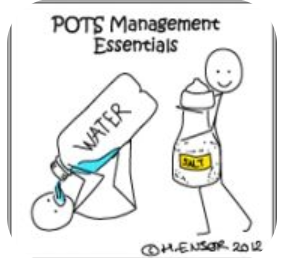 POTS Management
Essentials
WATER
SALT
© H.ENSOR 2012